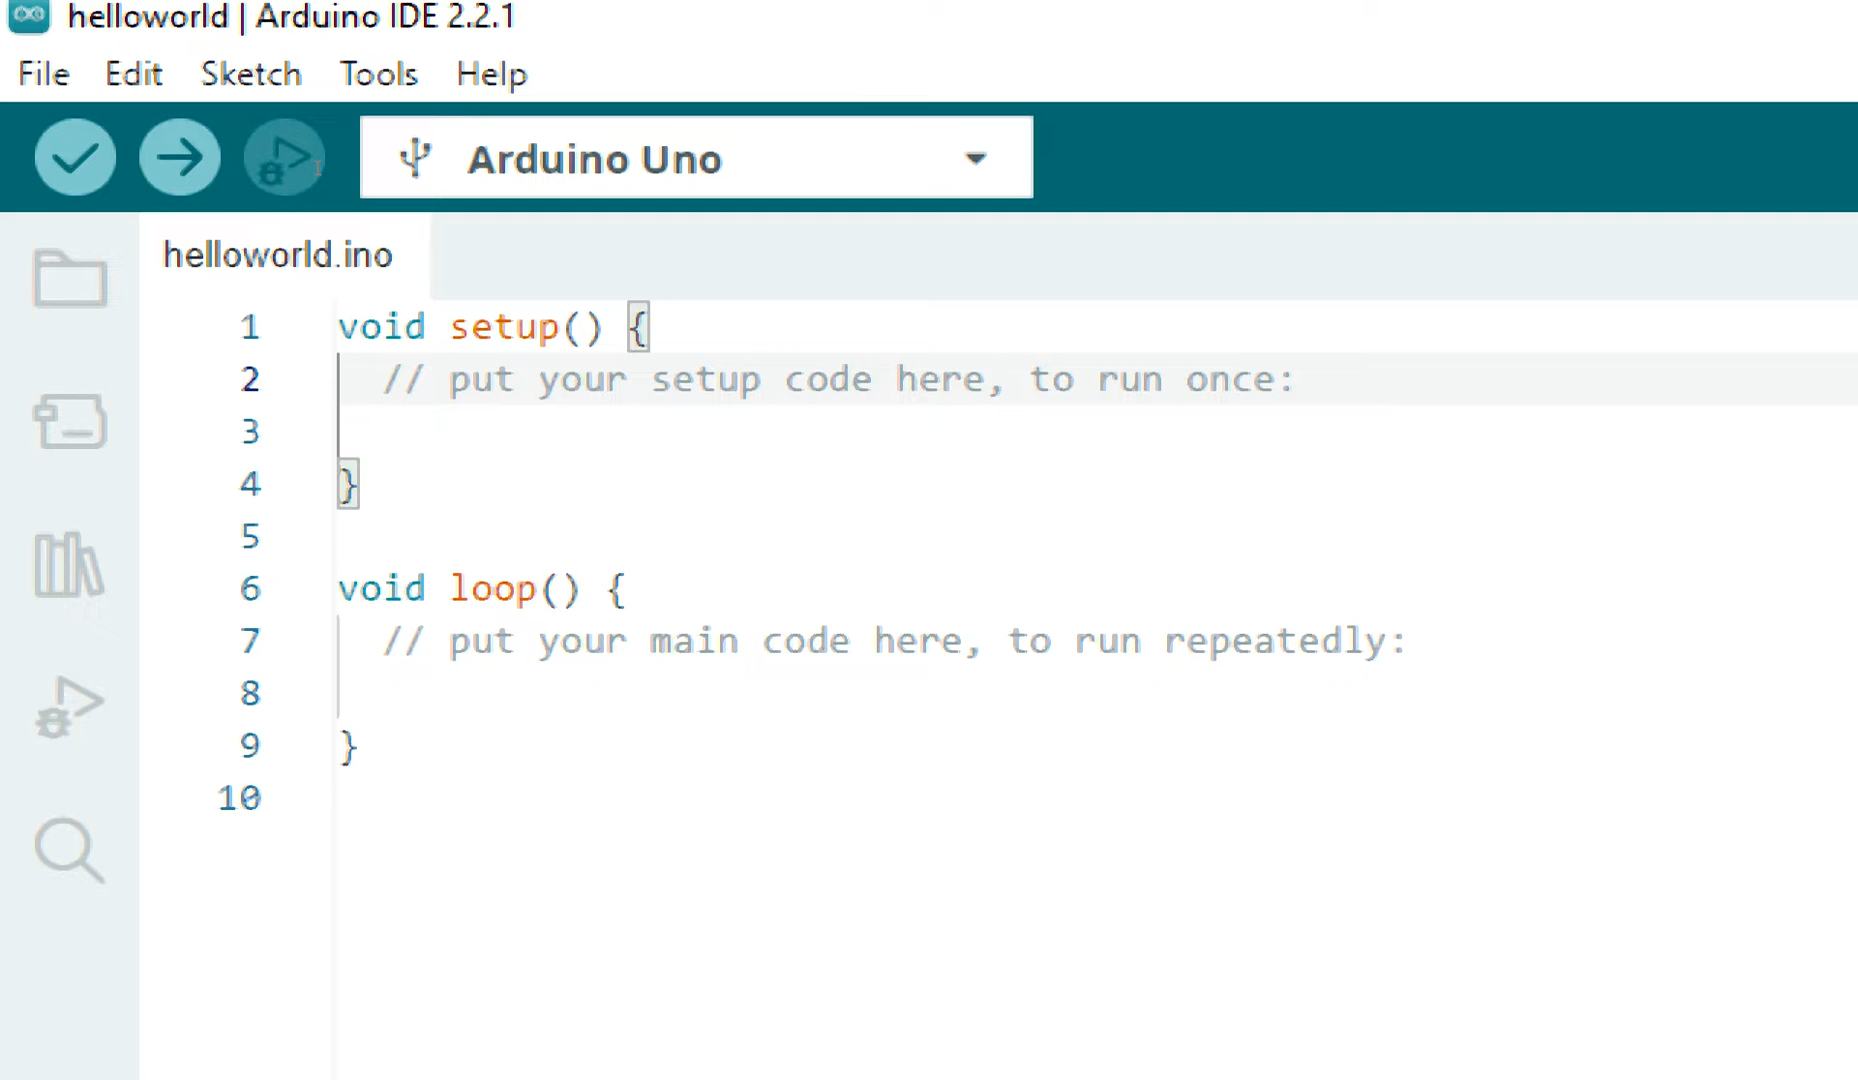 helloworld | Arduino IDE 2.2.1
File Edit Sketch Tools Help
Arduino Uno
helloworld.ino
1 void setup() {
2 // put your setup code here, to run once:
3
4 }
5
6 void loop() {
7 // put your main code here, to run repeatedly:
8
9 }
10